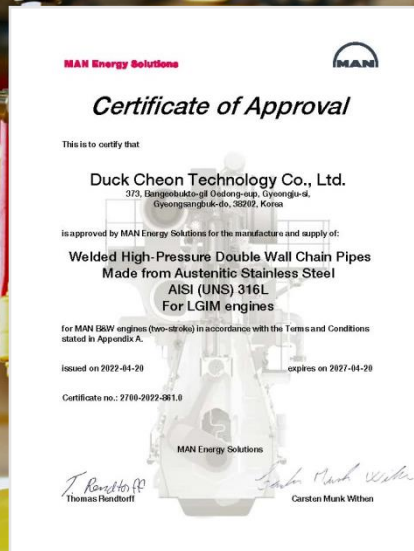 MAN Energy Solutions
MAN
Certificate of Approval
This is to certify that
Duck Cheon Technology Co., Ltd.
373, Bangeobukto-gil Oedong-eup, Gyeongju-si,
Gyeongsangbuk-do, 38202, Korea
is approved by MAN Energy Solutions for the manufacture and supply of:
Welded High-Pressure Double Wall Chain Pipes
Made from Austenitic Stainless Steel
AISI (UNS) 316L
For LGIM engines
for MAN B&W engines (two-stroke) in accordance with the Terms and Conditions
stated in Appendix A.
issued on 2022-04-20 expires on 2027-04-20
Certificate no.: 2700-2022-861.0
MAN Energy Solutions
T. Rendtorff Carsten Munk Withen
Thomas Rendtorff Carsten Munk Withen